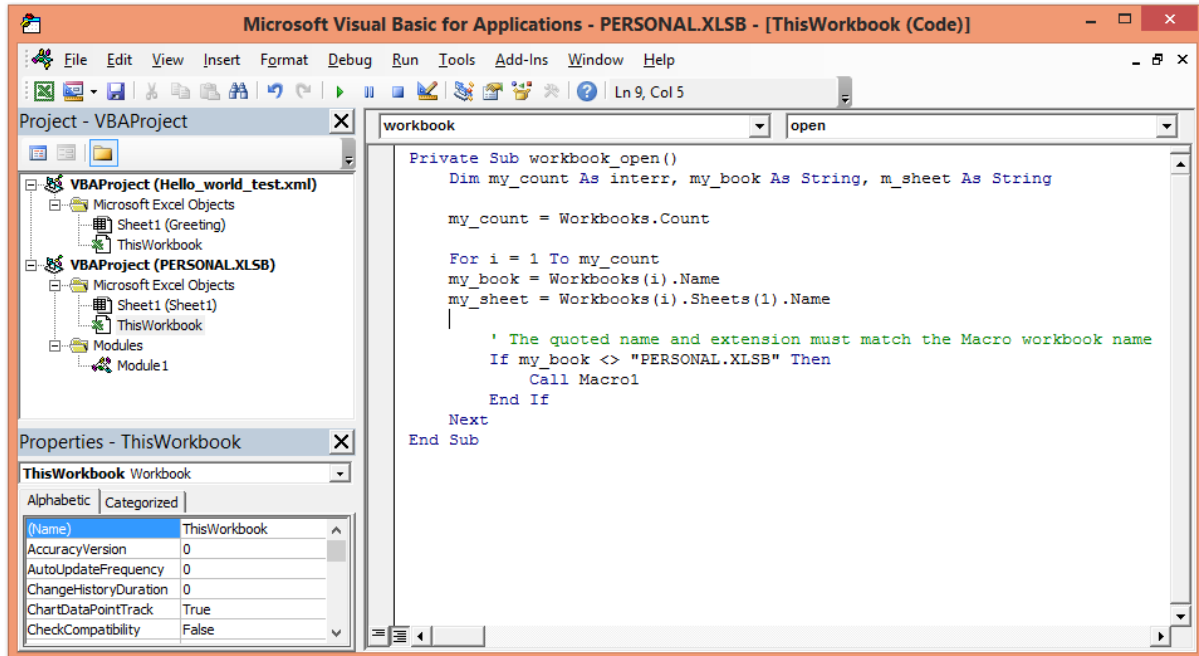 Microsoft Visual Basic for Applications - PERSONAL.XLSB - [ThisWorkbook (Code)]
File Edit View Insert Format Debug Run Tools Add-Ins Window Help
Ln 9, Col 5
Project - VBAProject
VBAProject (Hello_world_test.xml)
Microsoft Excel Objects
Sheet1 (Greeting)
ThisWorkbook
VBAProject (PERSONAL.XLSB)
Microsoft Excel Objects
Sheet1 (Sheet1)
ThisWorkbook
Modules
Module1
Properties - ThisWorkbook
ThisWorkbook Workbook
Alphabetic Categorized
(Name) ThisWorkbook
AccuracyVersion 0
AutoUpdateFrequency 0
ChangeHistoryDuration 0
ChartDataPointTrack True
CheckCompatibility False
workbook open
Private Sub workbook_open()
Dim my_count As interr, my_book As String, m_sheet As String
my_count = Workbooks.Count
For i = 1 To my_count
my_book = Workbooks(i).Name
my_sheet = Workbooks(i).Sheets(1).Name
' The quoted name and extension must match the Macro workbook name
If my_book <> "PERSONAL.XLSB" Then
Call Macro1
End If
Next
End Sub